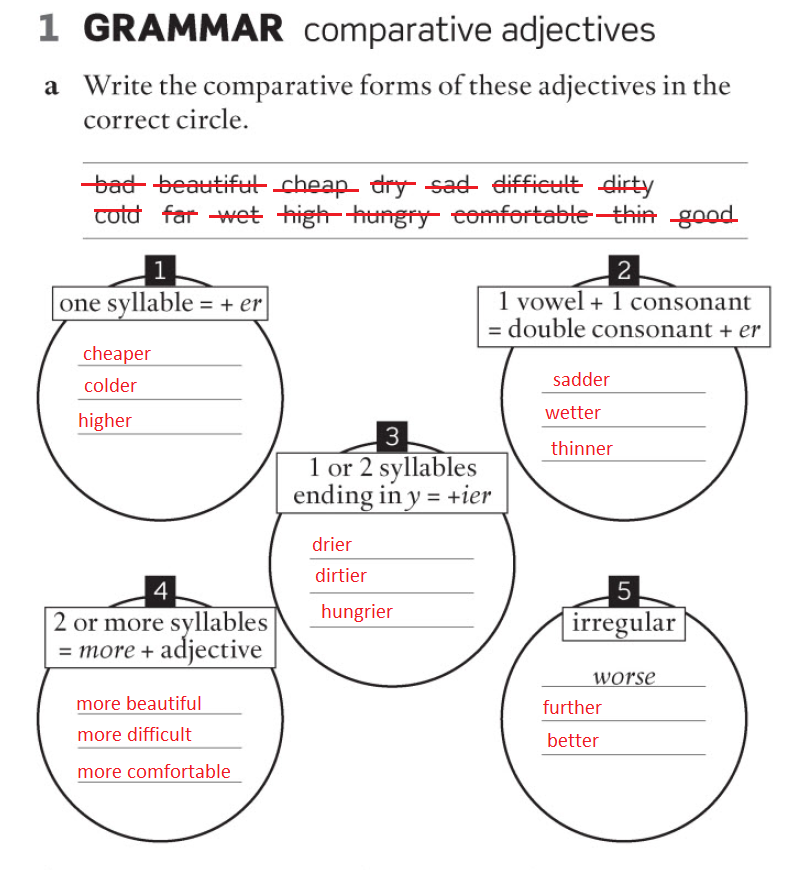 1 GRAMMAR comparative adjectives
a Write the comparative forms of these adjectives in the
correct circle.
bad beautiful cheap dry sad difficult dirty
cold far wet high hungry comfortable thin good
1
one syllable = + er
cheaper
colder
higher
2
1 vowel + 1 consonant
= double consonant + er
sadder
wetter
thinner
3
1 or 2 syllables
ending in y = +ier
drier
dirtier
hungrier
4
2 or more syllables
= more + adjective
more beautiful
more difficult
more comfortable
5
irregular
worse
further
better